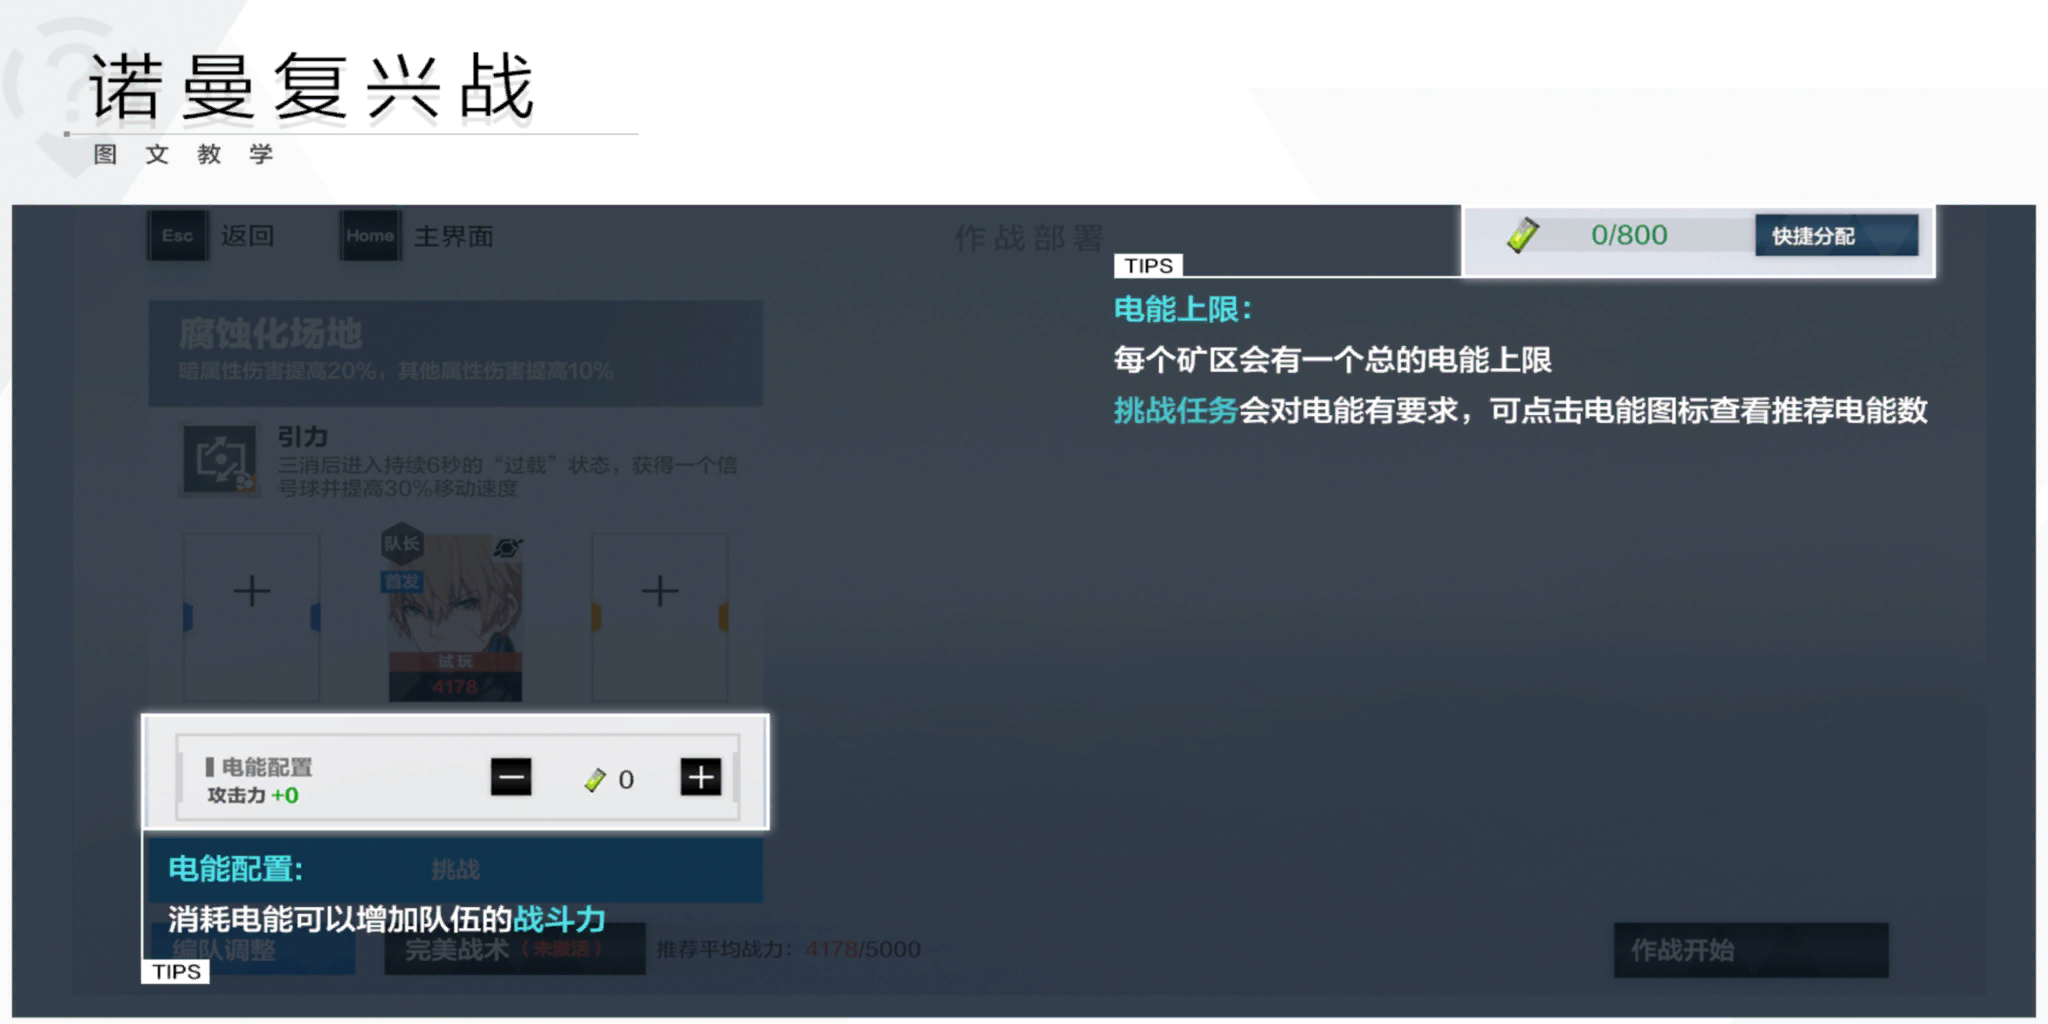 诺曼复兴战
图文教学
Esc 返回
Home 主界面
作战部署
0/800
快捷分配
TIPS
电能上限：
每个矿区会有一个总的电能上限
挑战任务会对电能有要求，可点击电能图标查看推荐电能数
腐蚀化场地
暗属性伤害提高20%，其他属性伤害提高10%
引力
三消后进入持续6秒的“过载”状态，获得一个信
号球并提高30%移动速度
队长
首发
试玩
4178
电能配置
攻击力 +0
0
电能配置：
挑战
消耗电能可以增加队伍的战斗力
编队调整
完美战术（未激活）
推荐平均战力：4178/5000
作战开始
TIPS